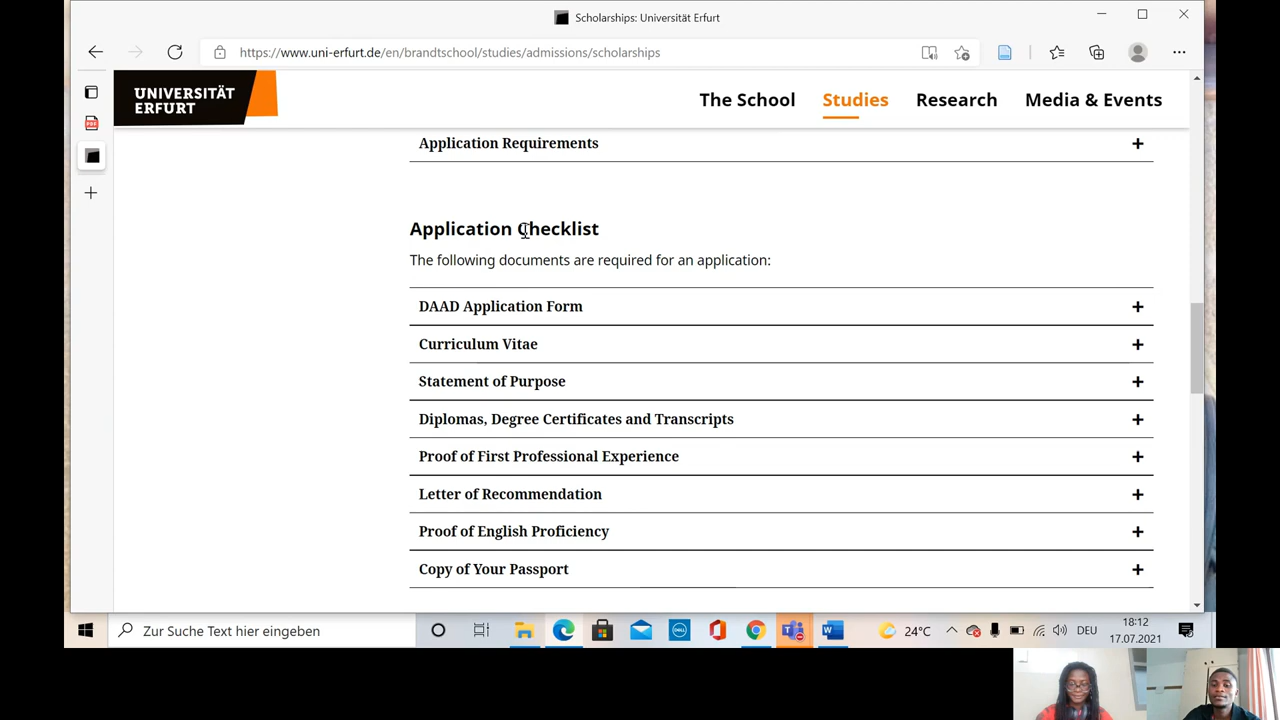 Scholarships: Universität Erfurt
https://www.uni-erfurt.de/en/brandtschool/studies/admissions/scholarships
PDF
UNIVERSITÄT
ERFURT
The School
Studies
Research
Media & Events
Application Requirements
Application Checklist
The following documents are required for an application:
DAAD Application Form
Curriculum Vitae
Statement of Purpose
Diplomas, Degree Certificates and Transcripts
Proof of First Professional Experience
Letter of Recommendation
Proof of English Proficiency
Copy of Your Passport
Zur Suche Text hier eingeben
DELL
24°C
DEU
18:12
17.07.2021